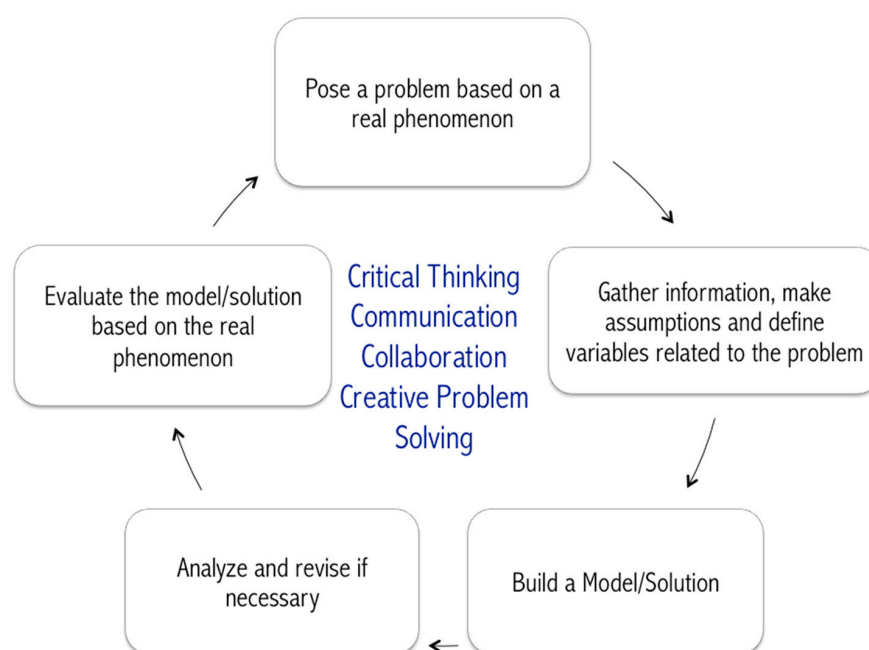 Pose a problem based on a
real phenomenon
Gather information, make
assumptions and define
variables related to the problem
Build a Model/Solution
Analyze and revise if
necessary
Evaluate the model/solution
based on the real
phenomenon
Critical Thinking
Communication
Collaboration
Creative Problem
Solving